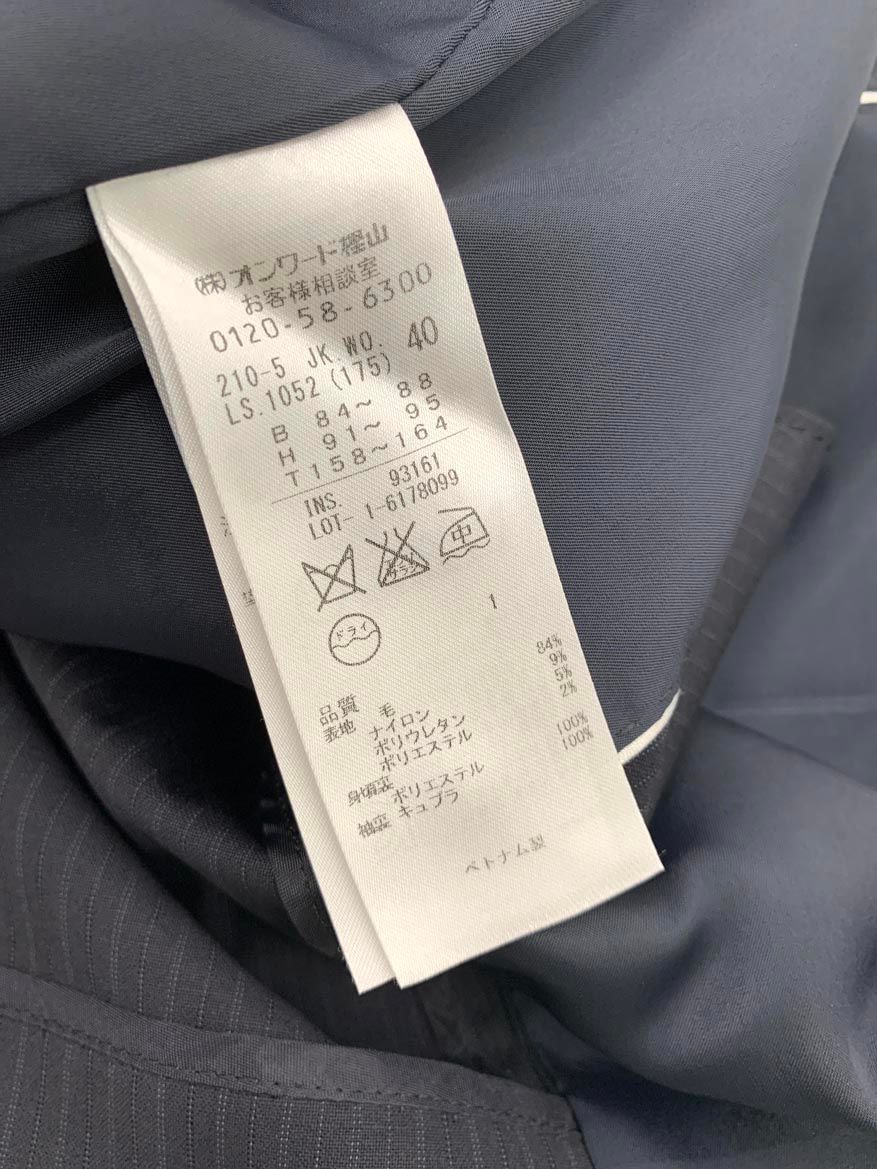 (株)オンワード樫山
お客様相談室
0120-58-6300
210-5 JK.WO. 40
LS.1052 (175)
B 84～ 88
H 91～ 95
T158～164
INS. 93161
LOT- 1-6178099
中
1
ドライ
品質
表地 毛 84%
ナイロン 9%
ポリウレタン 5%
ポリエステル 2%
身頃裏 ポリエステル 100%
袖裏 キュプラ 100%
ベトナム製